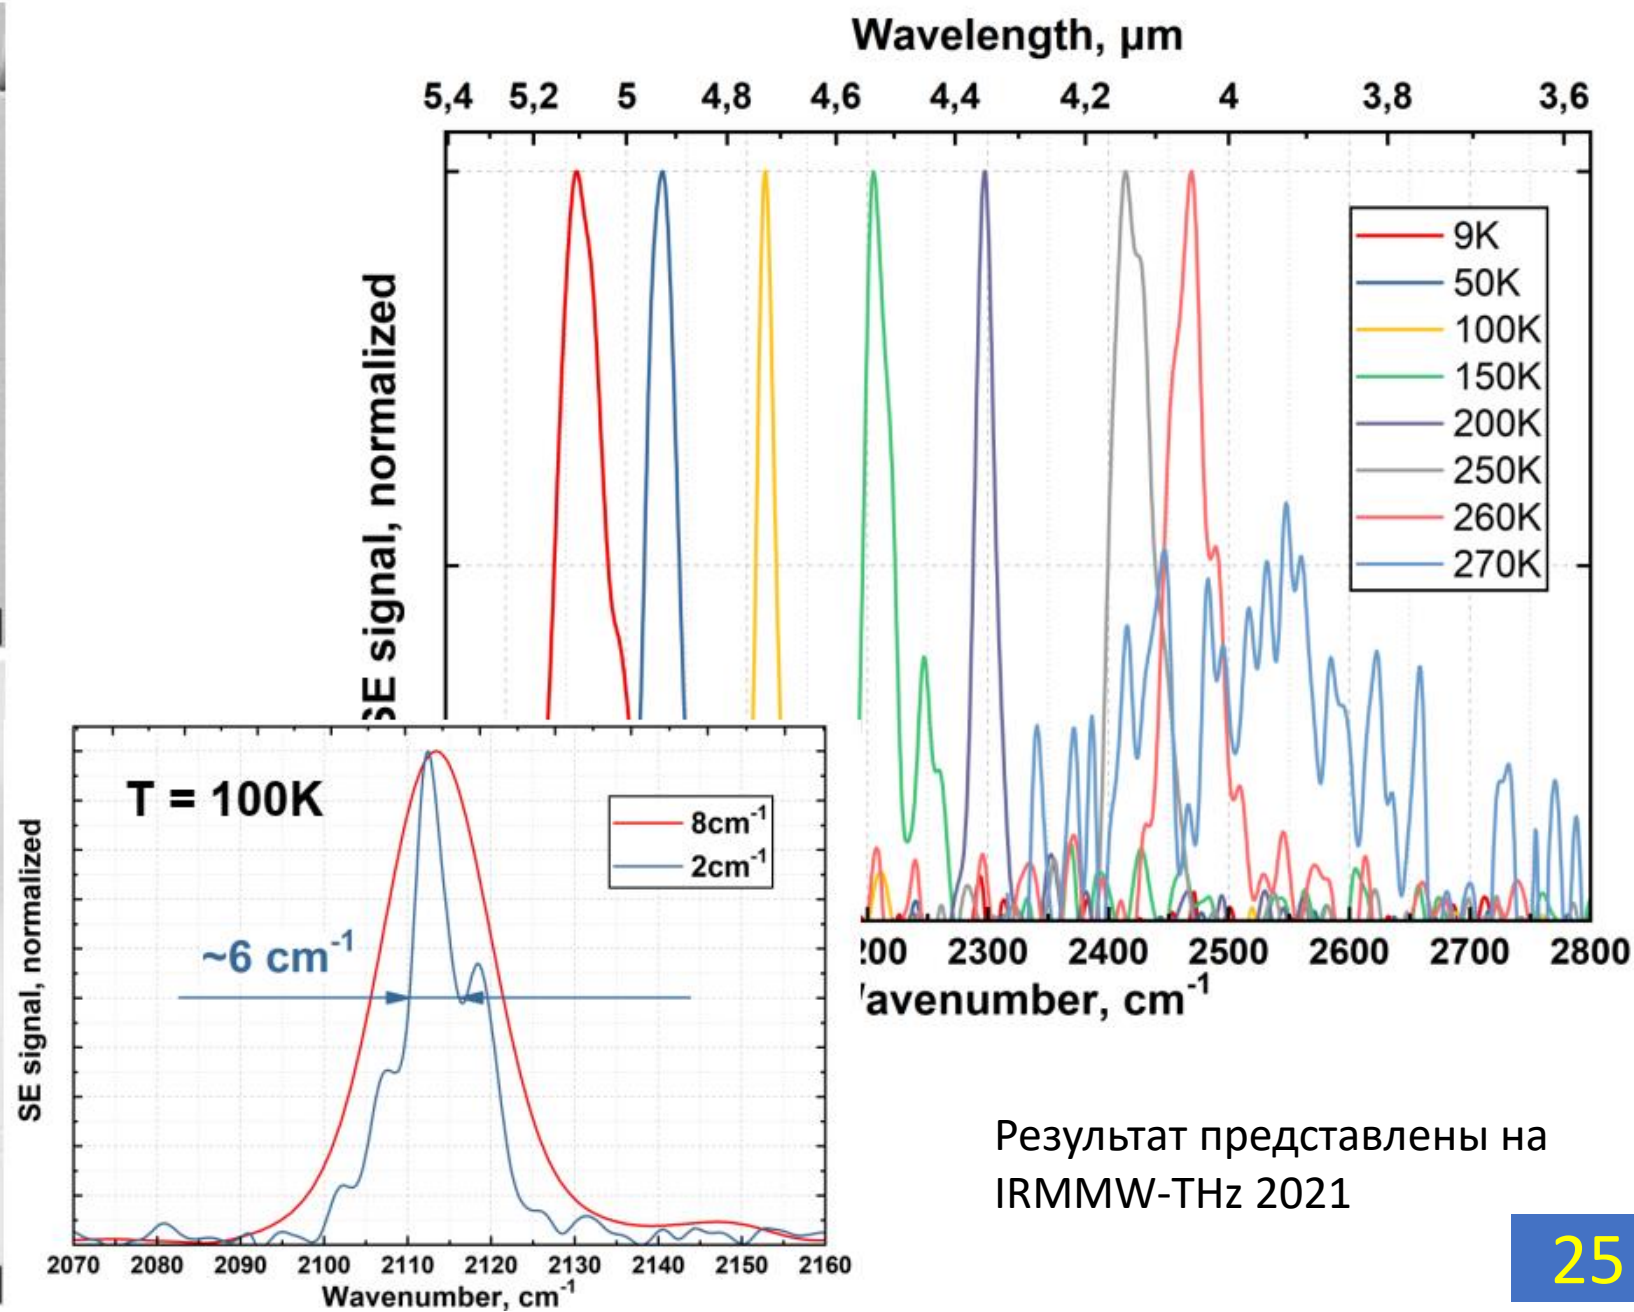 Wavelength, µm
5,4 5,2 5 4,8 4,6 4,4 4,2 4 3,8 3,6
SE signal, normalized
9K
50K
100K
150K
200K
250K
260K
270K
200 2300 2400 2500 2600 2700 2800
avenumber, cm⁻¹
T = 100K
8cm⁻¹
2cm⁻¹
~6 cm⁻¹
SE signal, normalized
2070 2080 2090 2100 2110 2120 2130 2140 2150 2160
Wavenumber, cm⁻¹
Результат представлены на
IRMMW-THz 2021
25